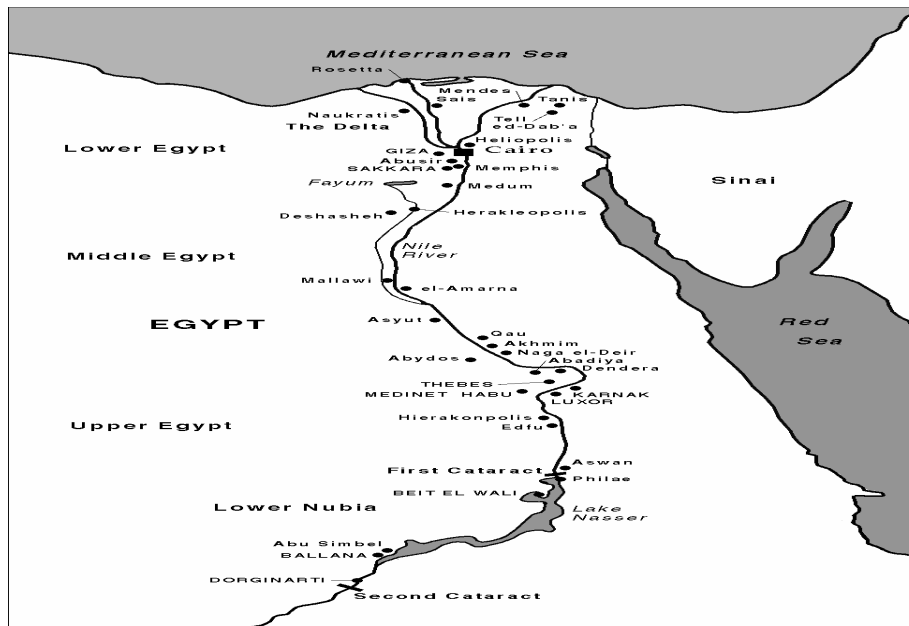 Mediterranean Sea
Rosetta
Mendes
Sais
Tanis
Naukratis
Tell
ed-Dab'a
The Delta
Heliopolis
Lower Egypt
GIZA
Cairo
Abusir
SAKKARA
Memphis
Fayum
Medum
Sinai
Deshasheh
Herakleopolis
Nile
River
Middle Egypt
Mallawi
el-Amarna
EGYPT
Asyut
Red
Sea
Qau
Akhmim
Naga el-Deir
Abydos
Abadiya
Dendera
THEBES
MEDINET HABU
KARNAK
LUXOR
Hierakonpolis
Upper Egypt
Edfu
Aswan
First Cataract
Philae
BEIT EL WALI
Lower Nubia
Lake
Nasser
Abu Simbel
BALLANA
DORGINARTI
Second Cataract